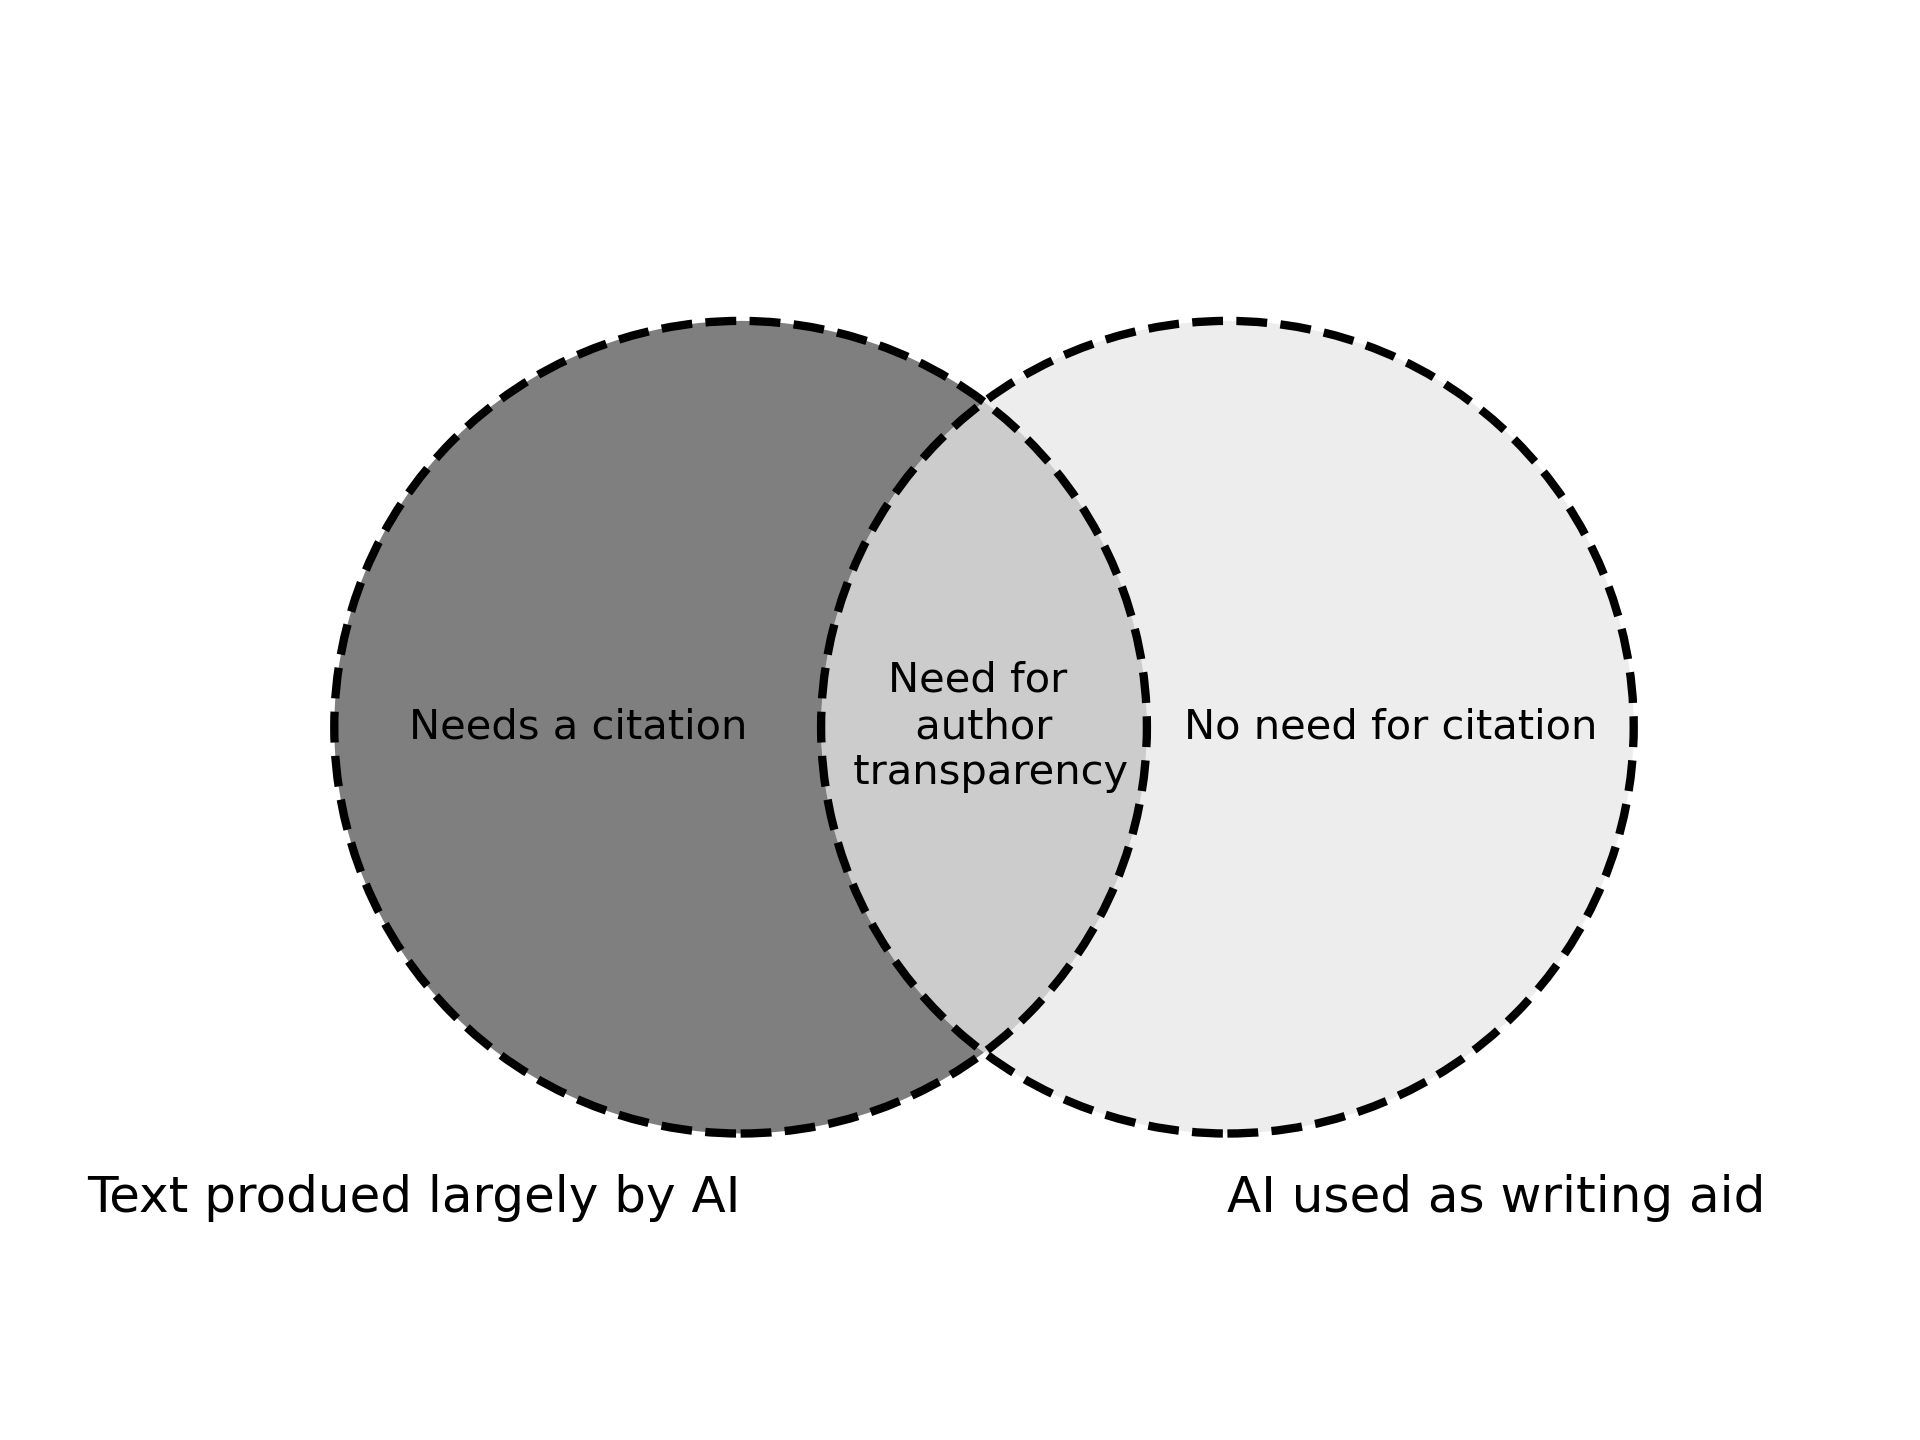 Needs a citation
Need for
author
transparency
No need for citation
Text produed largely by AI
AI used as writing aid